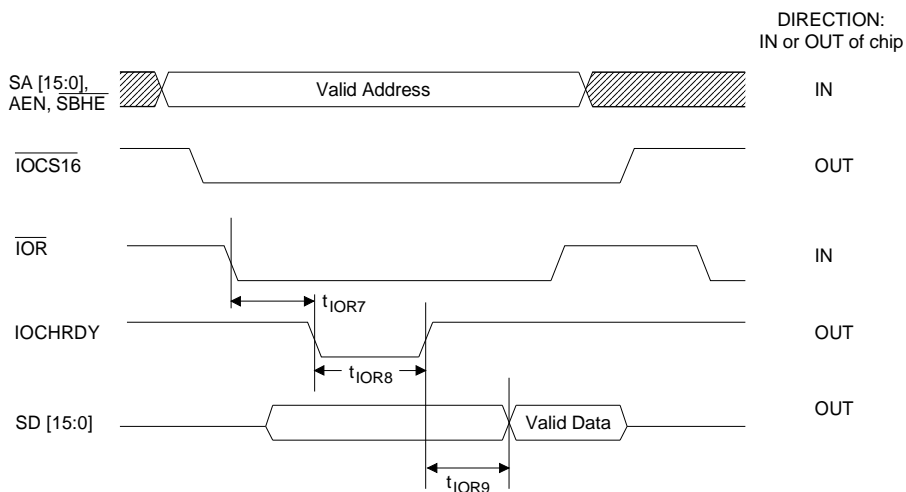 DIRECTION:
IN or OUT of chip
SA [15:0],
AEN, SBHE
Valid Address
IN
IOCS16
OUT
IOR
IN
tIOR7
IOCHRDY
OUT
tIOR8
SD [15:0]
Valid Data
OUT
tIOR9